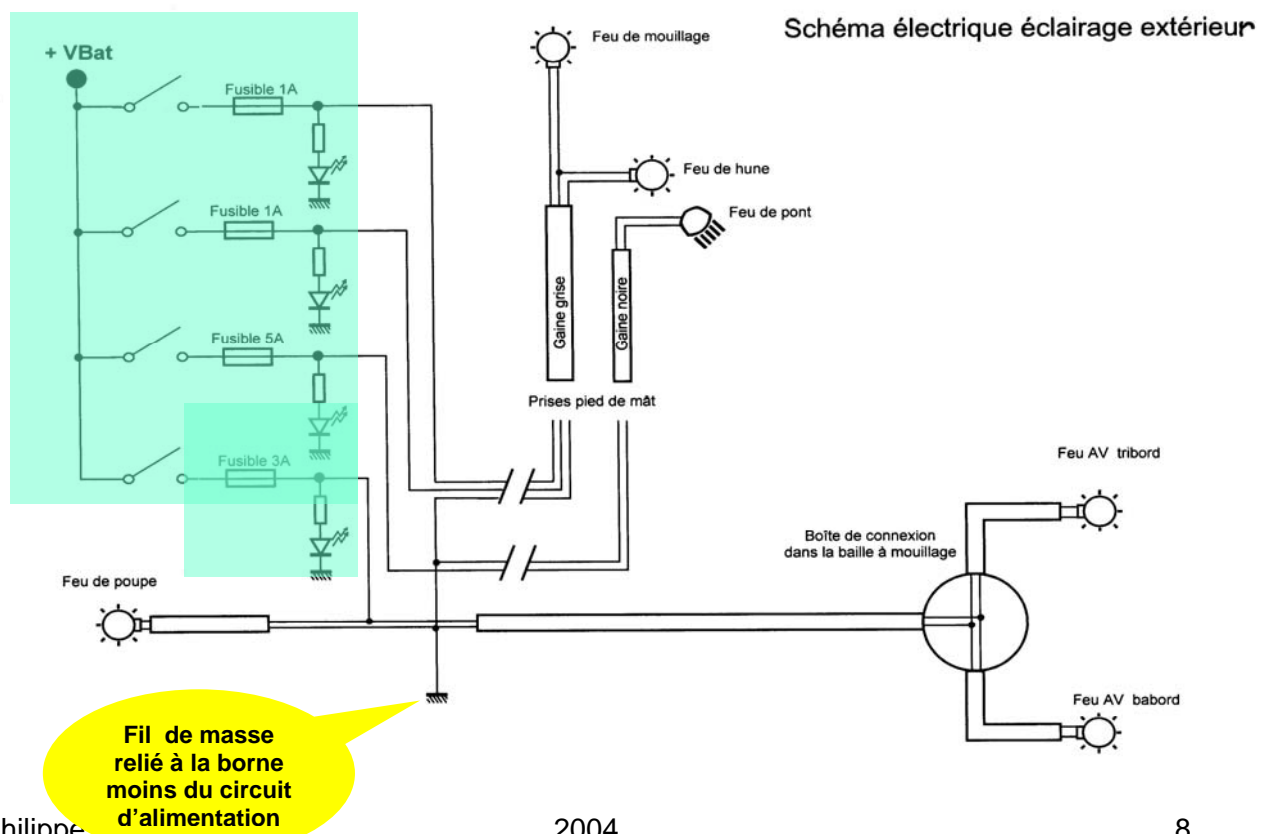 Schéma électrique éclairage extérieur
+ VBat
Feu de mouillage
Fusible 1A
Feu de hune
Fusible 1A
Feu de pont
Gaine grise
Gaine noire
Fusible 5A
Prises pied de mât
Fusible 3A
Feu AV tribord
Boîte de connexion
dans la baille à mouillage
Feu de poupe
Feu AV babord
Fil de masse
relié à la borne
moins du circuit
d'alimentation
2004
8